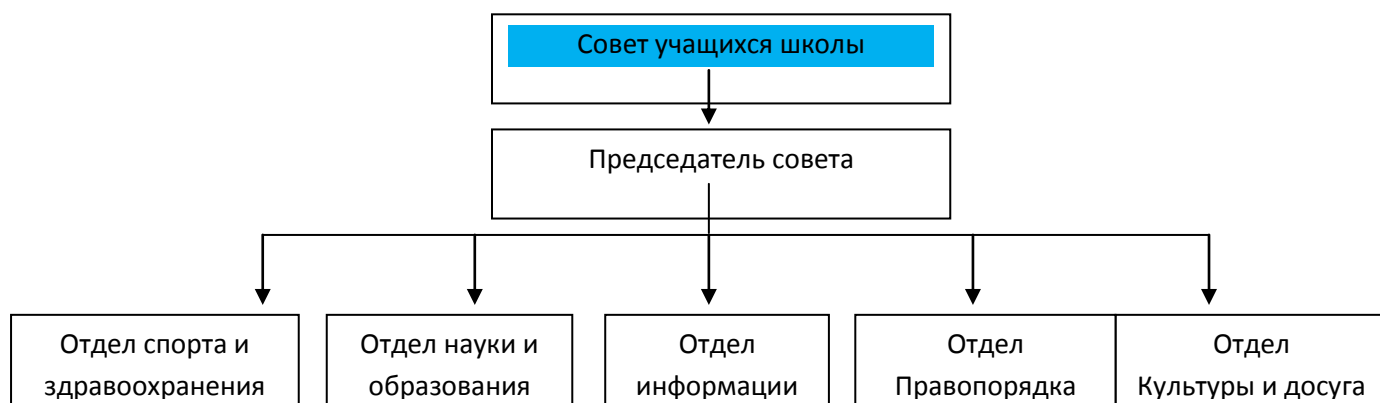 Совет учащихся школы
Председатель совета
Отдел спорта и
здравоохранения
Отдел науки и
образования
Отдел
информации
Отдел
Правопорядка
Отдел
Культуры и досуга